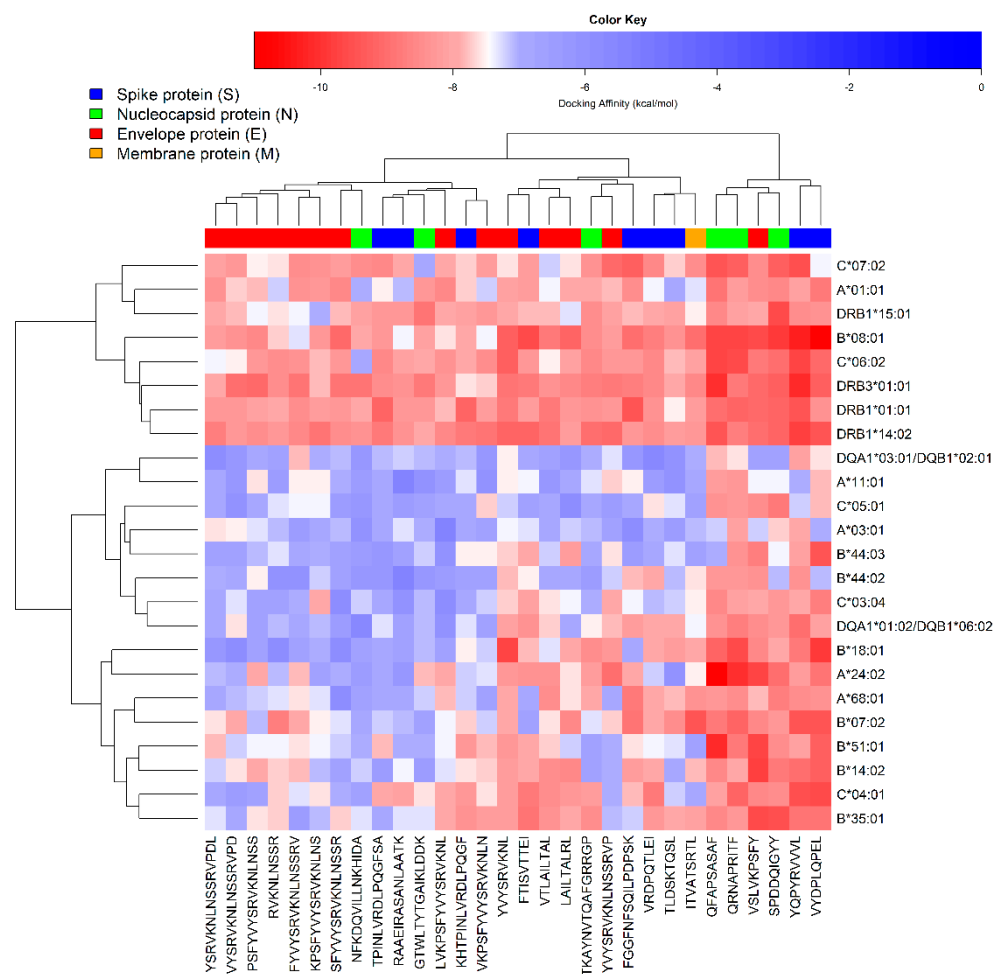 Color Key
-10 -8 -6 -4 -2 0
Docking Affinity (kcal/mol)
Spike protein (S)
Nucleocapsid protein (N)
Envelope protein (E)
Membrane protein (M)
C*07:02
A*01:01
DRB1*15:01
B*08:01
C*06:02
DRB3*01:01
DRB1*01:01
DRB1*14:02
DQA1*03:01/DQB1*02:01
A*11:01
C*05:01
A*03:01
B*44:03
B*44:02
C*03:04
DQA1*01:02/DQB1*06:02
B*18:01
A*24:02
A*68:01
B*07:02
B*51:01
B*14:02
C*04:01
B*35:01
YSRVKNLNSSRVPDL
VYSRVKNLNSSRVPD
PSFYVYSRVKNLNSS
RVKNLNSSR
FYVYSRVKNLNSSRV
KPSFYVYSRVKNLNS
SFYVYSRVKNLNSSR
NFKDQVILLNKHIDA
TPINLVRDLPQGFSA
RAAEIRASANLAATK
GTWLTYTGAIKLDDK
LVKPSFYVYSRVKNL
KHTPINLVRDLPQGF
VKPSFYVYSRVKNLN
YVYSRVKNL
FTISVTTEI
VTLAILTAL
LAILTALRL
TKAYNVTQAFGRRGP
YVYSRVKNLNSSRVP
FGGFNFSQILPDPSK
VRDPQTLEI
TLDSKTQSL
ITVATSRTL
QFAPSASAF
QRNAPRITF
VSLVKPSFY
SPDDQIGYY
YQPYRVVVL
VYDPLQPEL